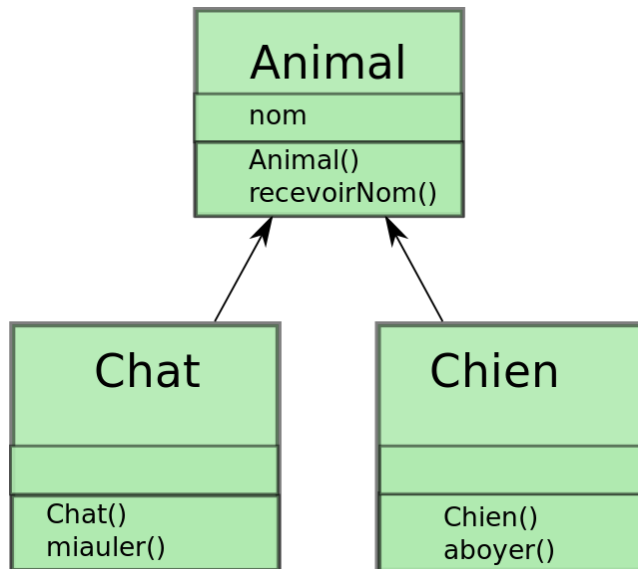 Animal
nom
Animal()
recevoirNom()
Chat
Chat()
miauler()
Chien
Chien()
aboyer()